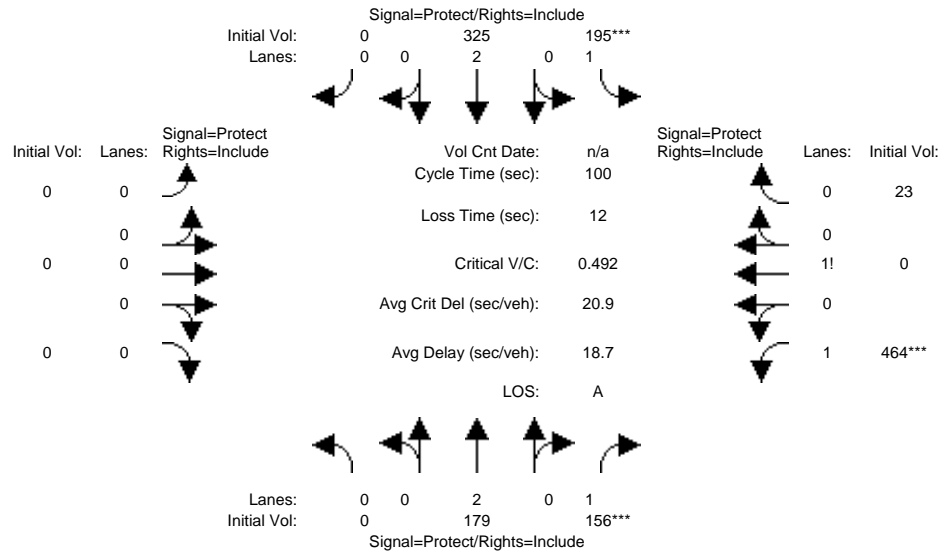 Signal=Protect/Rights=Include
Initial Vol: 0 325 195***
Lanes: 0 0 2 0 1
Signal=Protect
Initial Vol: Lanes: Rights=Include
Vol Cnt Date: n/a
Signal=Protect
Rights=Include Lanes: Initial Vol:
Cycle Time (sec): 100
0 0
0 23
Loss Time (sec): 12
0
0
0 0
Critical V/C: 0.492
1! 0
0
Avg Crit Del (sec/veh): 20.9
0
0 0
Avg Delay (sec/veh): 18.7
1 464***
LOS: A
Lanes: 0 0 2 0 1
Initial Vol: 0 179 156***
Signal=Protect/Rights=Include